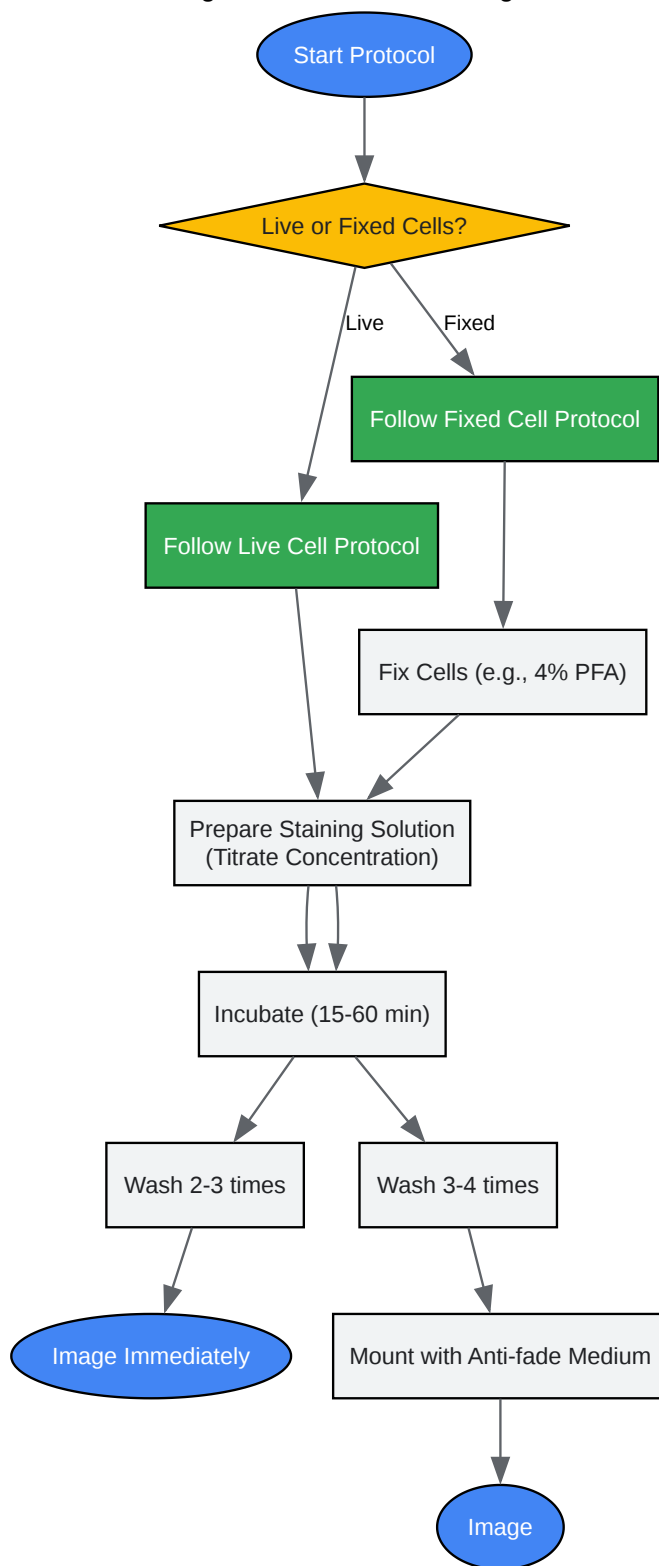 Start Protocol
Live or Fixed Cells?
Live
Fixed
Follow Fixed Cell Protocol
Follow Live Cell Protocol
Fix Cells (e.g., 4% PFA)
Prepare Staining Solution
(Titrate Concentration)
Incubate (15-60 min)
Wash 2-3 times
Wash 3-4 times
Image Immediately
Mount with Anti-fade Medium
Image